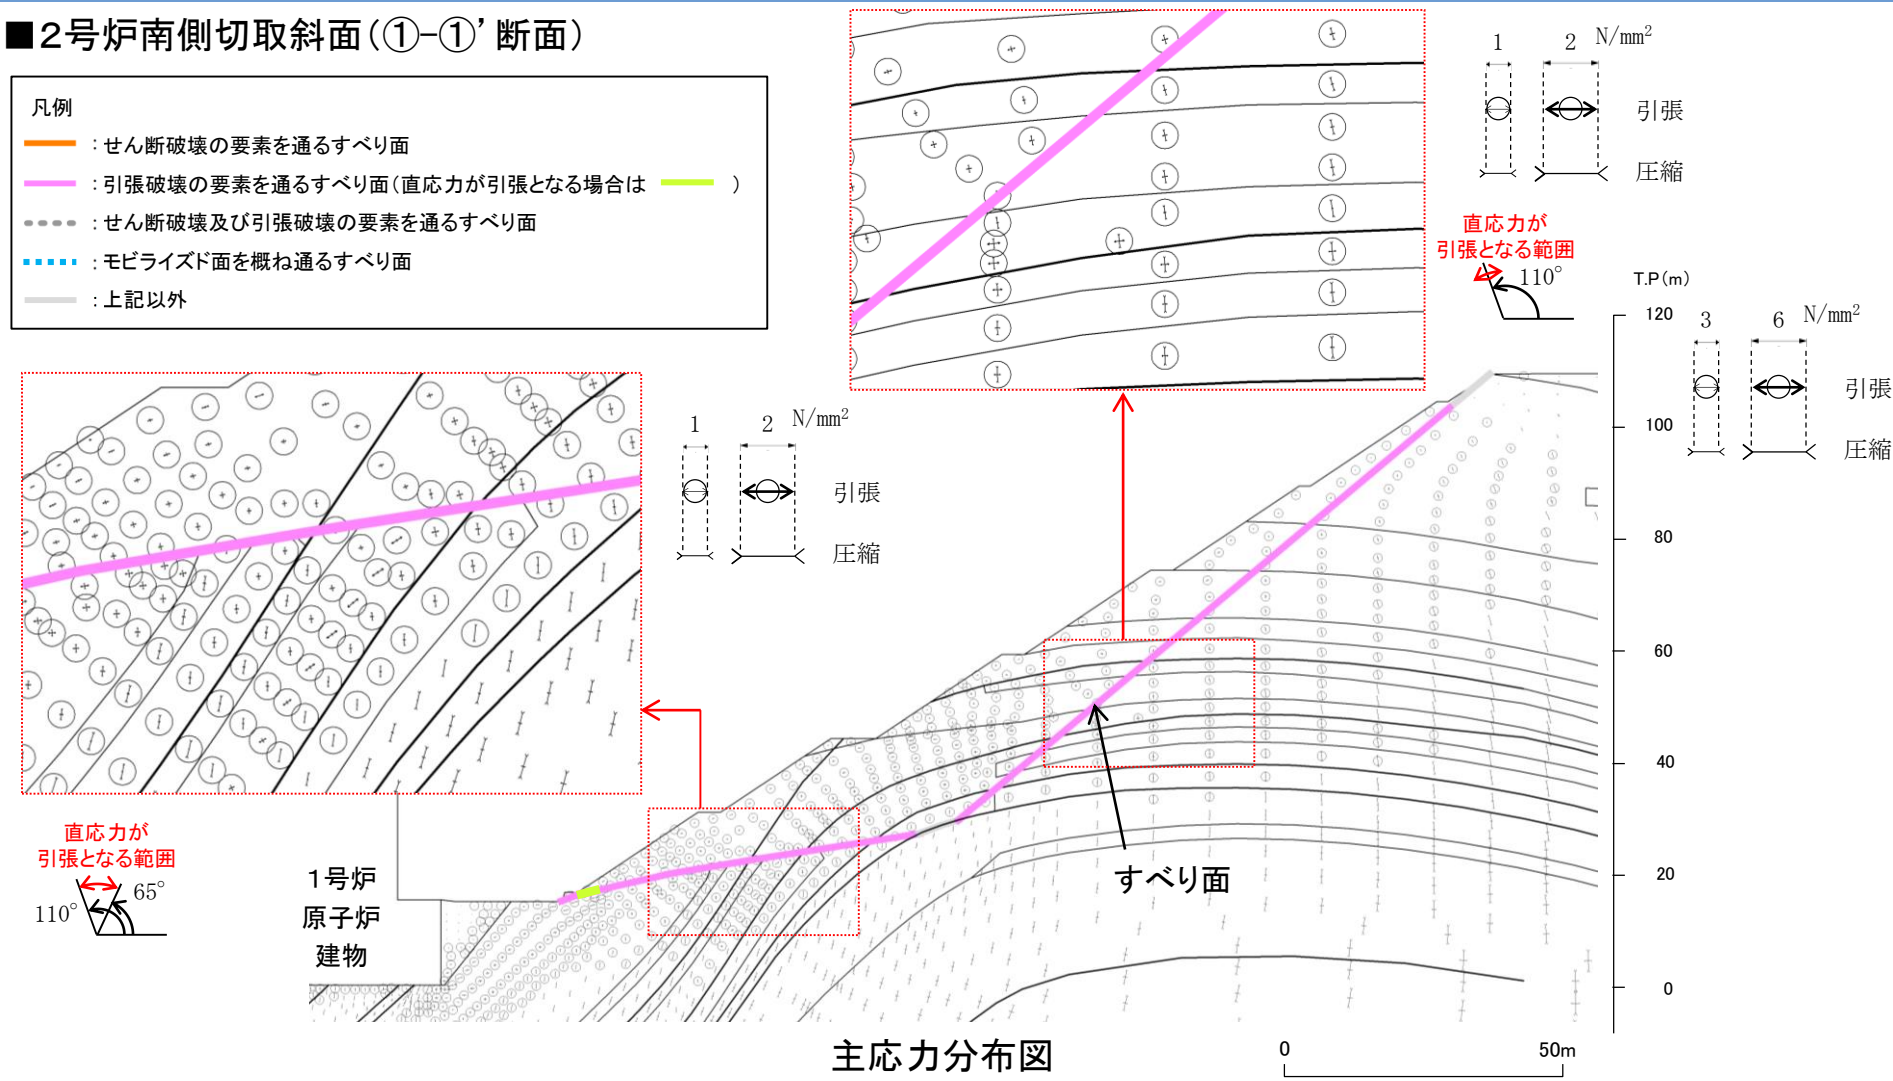 ■2号炉南側切取斜面(①-①’断面)
凡例
:せん断破壊の要素を通るすべり面
:引張破壊の要素を通るすべり面(直応力が引張となる場合は )
:せん断破壊及び引張破壊の要素を通るすべり面
:モビライズド面を概ね通るすべり面
:上記以外
1 2 N/mm²
引張
圧縮
直応力が
引張となる範囲
110°
T.P(m)
120
100
80
60
40
20
0
3 6 N/mm²
引張
圧縮
1 2 N/mm²
引張
圧縮
直応力が
引張となる範囲
65°
110°
1号炉
原子炉
建物
すべり面
主応力分布図
0 50m